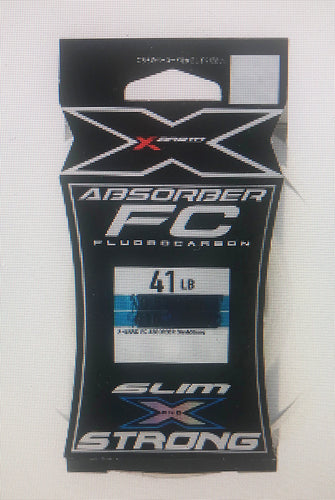 X BRAID
ABSORBER
FC
FLUOROCARBON
41 LB
SLIM
X
STRONG